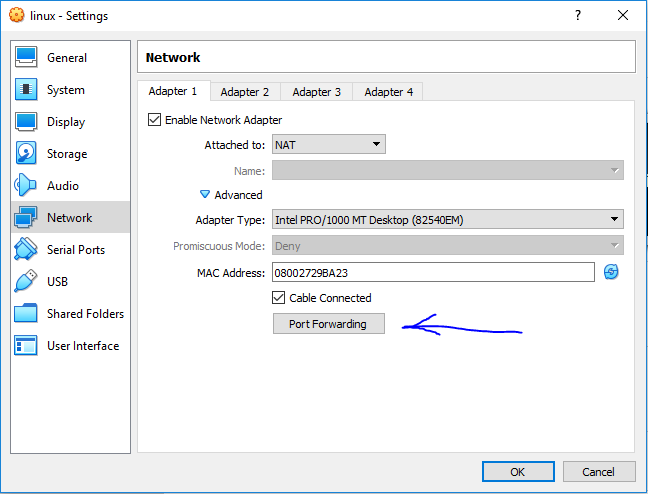 linux - Settings
?
General
System
Display
Storage
Audio
Network
Serial Ports
USB
Shared Folders
User Interface
Network
Adapter 1 Adapter 2 Adapter 3 Adapter 4
Enable Network Adapter
Attached to: NAT
Name:
Advanced
Adapter Type: Intel PRO/1000 MT Desktop (82540EM)
Promiscuous Mode: Deny
MAC Address: 08002729BA23
Cable Connected
Port Forwarding
OK Cancel